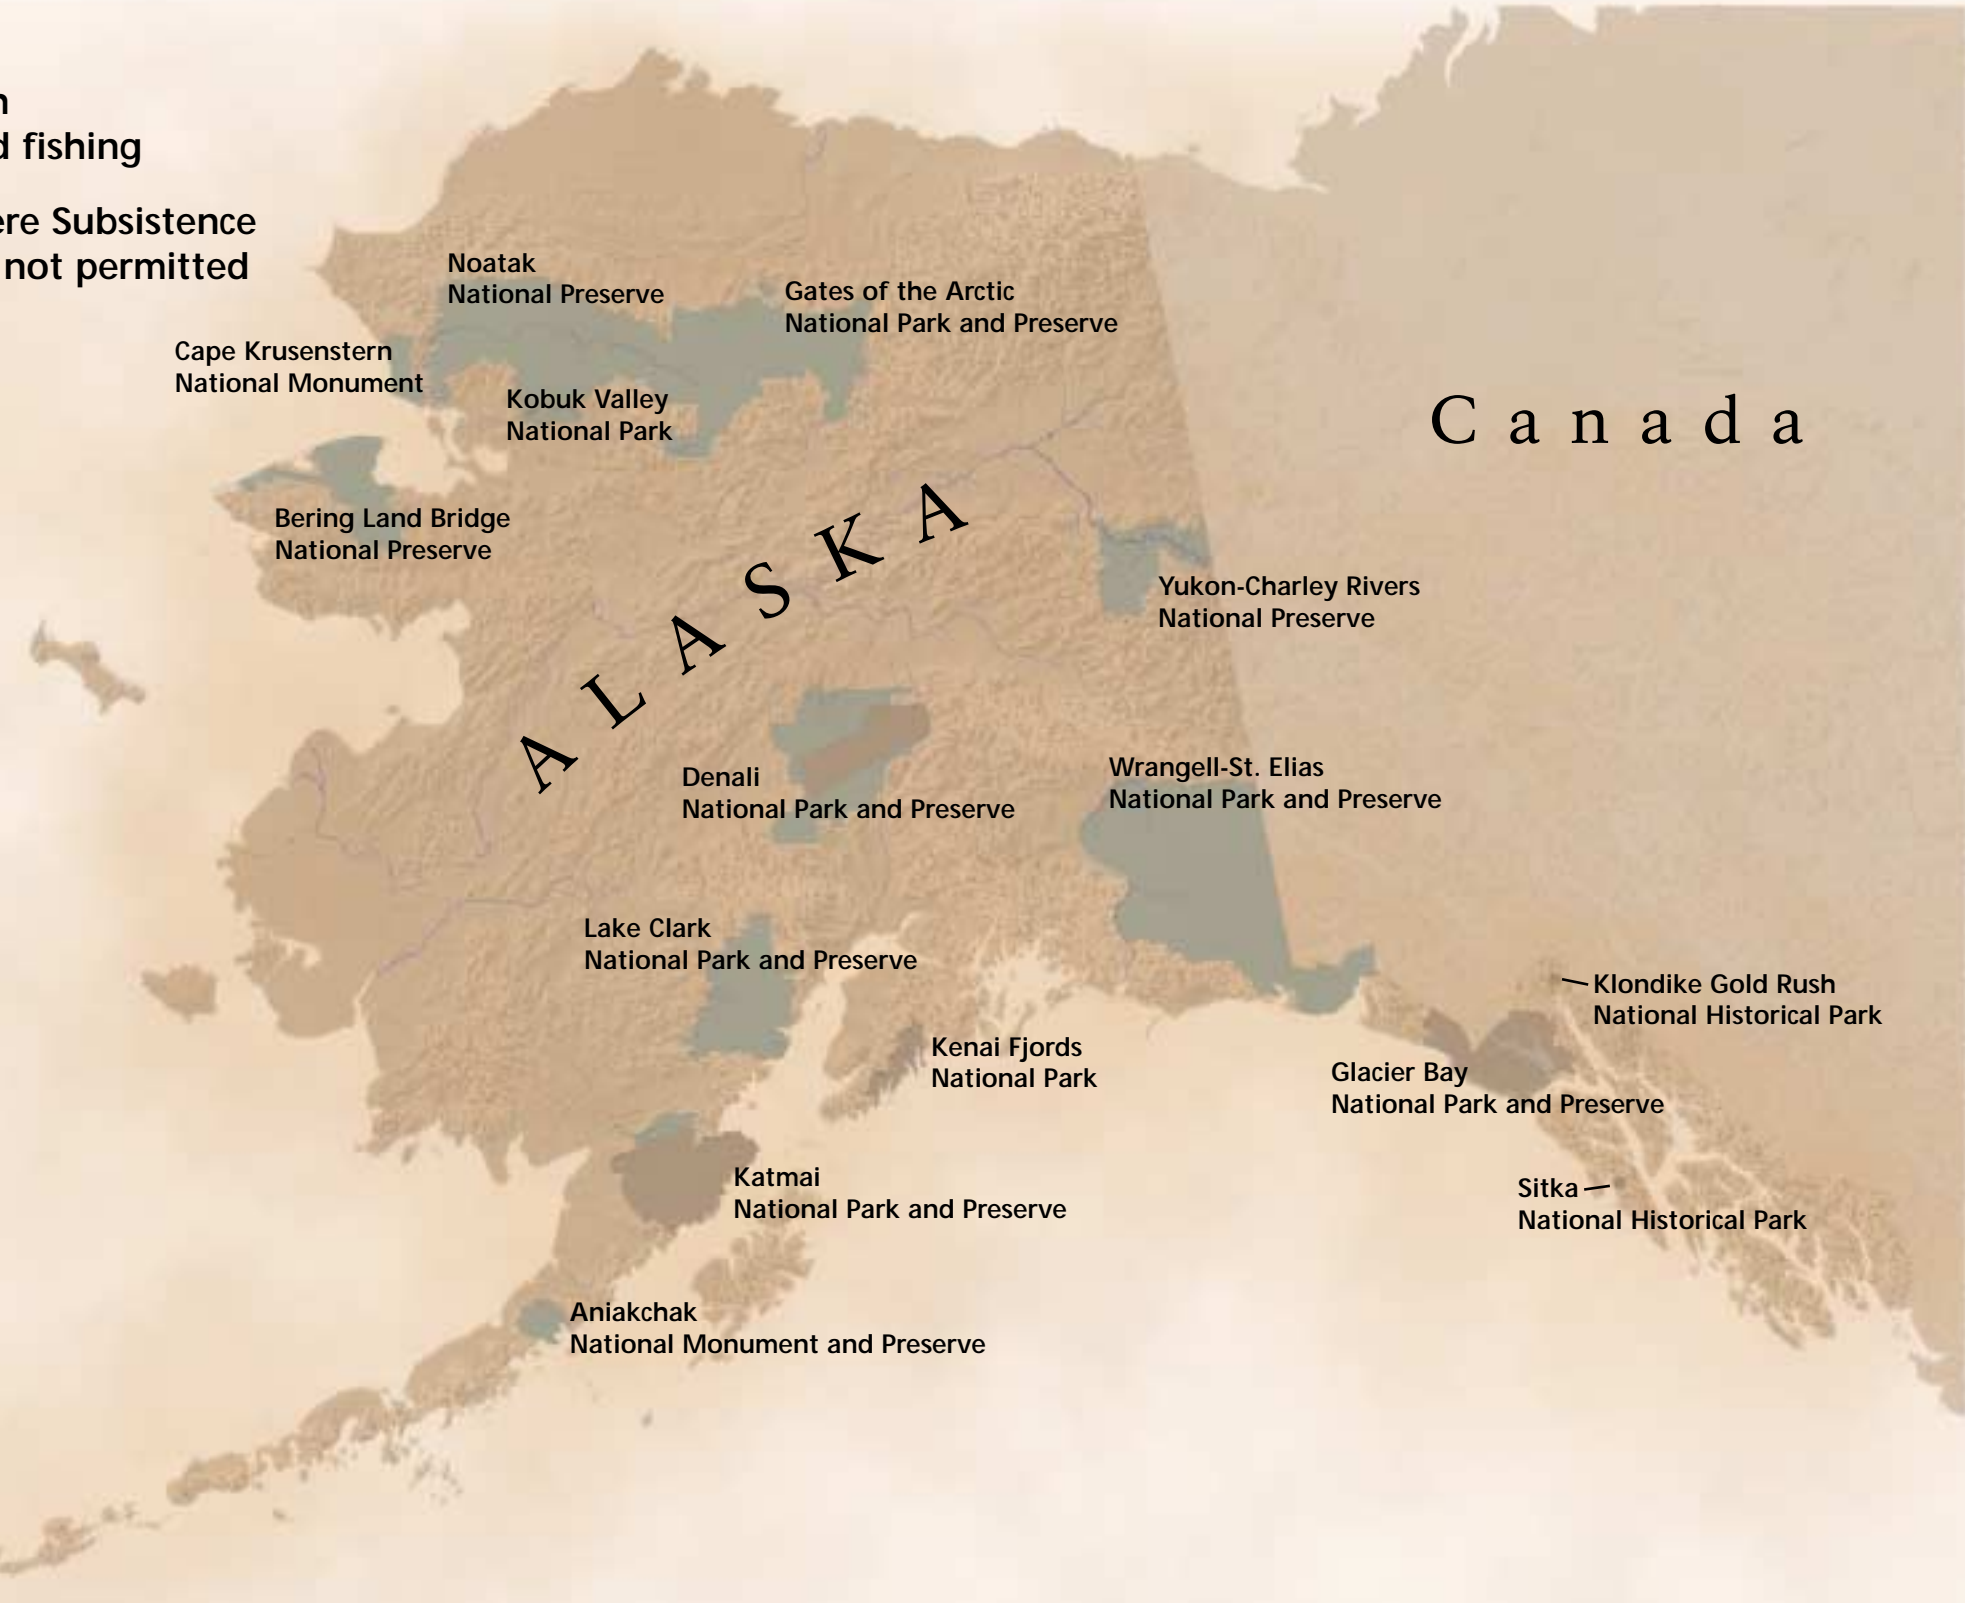 d fishing
ere Subsistence
not permitted
Noatak
National Preserve
Gates of the Arctic
National Park and Preserve
Cape Krusenstern
National Monument
Kobuk Valley
National Park
Canada
Bering Land Bridge
National Preserve
ALASKA
Yukon-Charley Rivers
National Preserve
Denali
National Park and Preserve
Wrangell-St. Elias
National Park and Preserve
Lake Clark
National Park and Preserve
Klondike Gold Rush
National Historical Park
Kenai Fjords
National Park
Glacier Bay
National Park and Preserve
Katmai
National Park and Preserve
Sitka
National Historical Park
Aniakchak
National Monument and Preserve